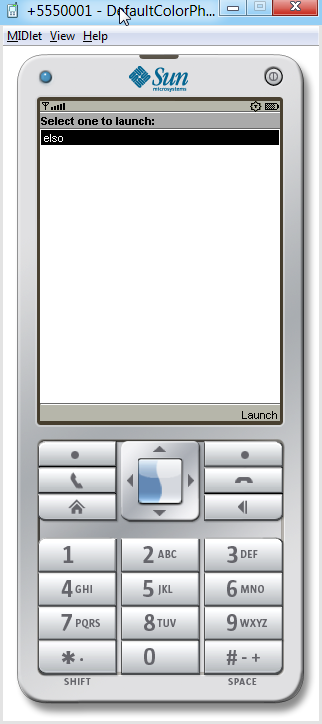 +5550001 - DefaultColorPh...
MIDlet View Help
Sun
microsystems
Select one to launch:
elso
Launch
1 2 ABC 3 DEF
4 GHI 5 JKL 6 MNO
7 PQRS 8 TUV 9 WXYZ
* . 0 # - +
SHIFT SPACE